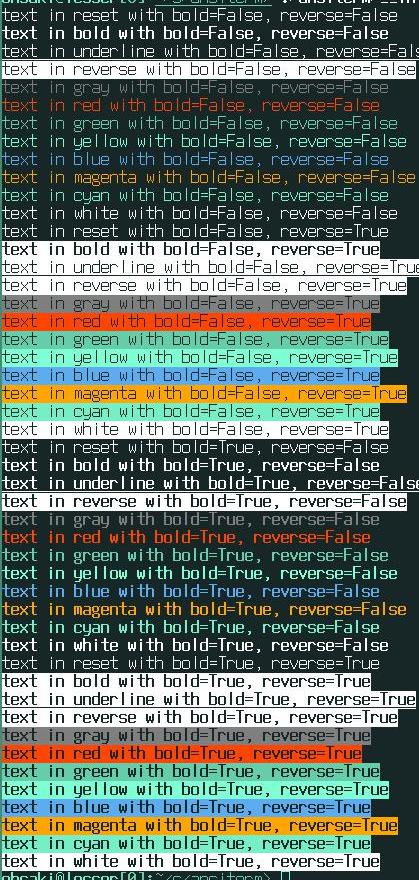 text in reset with bold=False, reverse=False
text in bold with bold=False, reverse=False
text in underline with bold=False, reverse=Fals
text in reverse with bold=False, reverse=False
text in gray with bold=False, reverse=False
text in red with bold=False, reverse=False
text in green with bold=False, reverse=False
text in yellow with bold=False, reverse=False
text in blue with bold=False, reverse=False
text in magenta with bold=False, reverse=False
text in cyan with bold=False, reverse=False
text in white with bold=False, reverse=False
text in reset with bold=False, reverse=True
text in bold with bold=False, reverse=True
text in underline with bold=False, reverse=True
text in reverse with bold=False, reverse=True
text in gray with bold=False, reverse=True
text in red with bold=False, reverse=True
text in green with bold=False, reverse=True
text in yellow with bold=False, reverse=True
text in blue with bold=False, reverse=True
text in magenta with bold=False, reverse=True
text in cyan with bold=False, reverse=True
text in white with bold=False, reverse=True
text in reset with bold=True, reverse=False
text in bold with bold=True, reverse=False
text in underline with bold=True, reverse=False
text in reverse with bold=True, reverse=False
text in gray with bold=True, reverse=False
text in red with bold=True, reverse=False
text in green with bold=True, reverse=False
text in yellow with bold=True, reverse=False
text in blue with bold=True, reverse=False
text in magenta with bold=True, reverse=False
text in cyan with bold=True, reverse=False
text in white with bold=True, reverse=False
text in reset with bold=True, reverse=True
text in bold with bold=True, reverse=True
text in underline with bold=True, reverse=True
text in reverse with bold=True, reverse=True
text in gray with bold=True, reverse=True
text in red with bold=True, reverse=True
text in green with bold=True, reverse=True
text in yellow with bold=True, reverse=True
text in blue with bold=True, reverse=True
text in magenta with bold=True, reverse=True
text in cyan with bold=True, reverse=True
text in white with bold=True, reverse=True
ohsaki@lesser[0]:~/c/ansiterm>